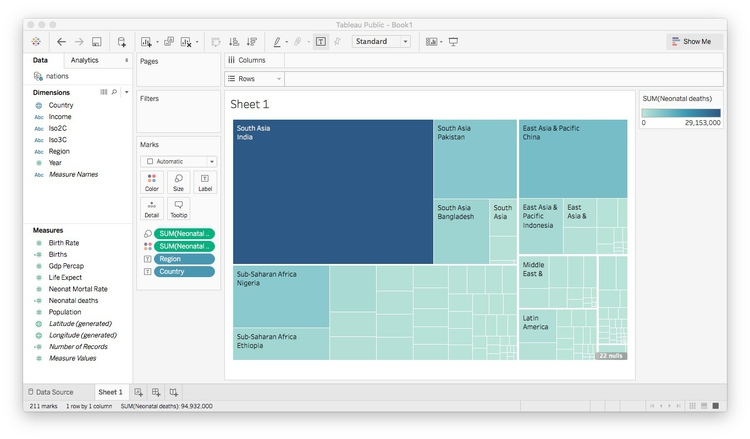 Tableau Public - Book1
Standard
Show Me
Data
Analytics
nations
Dimensions
Country
Abc Income
Abc Iso2C
Abc Iso3C
Abc Region
Year
Abc Measure Names
Measures
Birth Rate
Births
Gdp Percap
Life Expect
Neonat Mortal Rate
Neonatal deaths
Population
Latitude (generated)
Longitude (generated)
Number of Records
Measure Values
Pages
Filters
Marks
Automatic
Color
Size
Label
Detail
Tooltip
SUM(Neonatal ..
SUM(Neonatal ..
Region
Country
Columns
Rows
Sheet 1
South Asia
India
South Asia
Pakistan
East Asia & Pacific
China
South Asia
Bangladesh
South
Asia
East Asia &
Pacific
Indonesia
East
Asia &
Sub-Saharan Africa
Nigeria
Sub-Saharan Africa
Ethiopia
Middle
East &
Latin
America
22 nulls
SUM(Neonatal deaths)
0
29,153,000
Data Source
Sheet 1
211 marks
1 row by 1 column
SUM(Neonatal deaths): 94,932,000